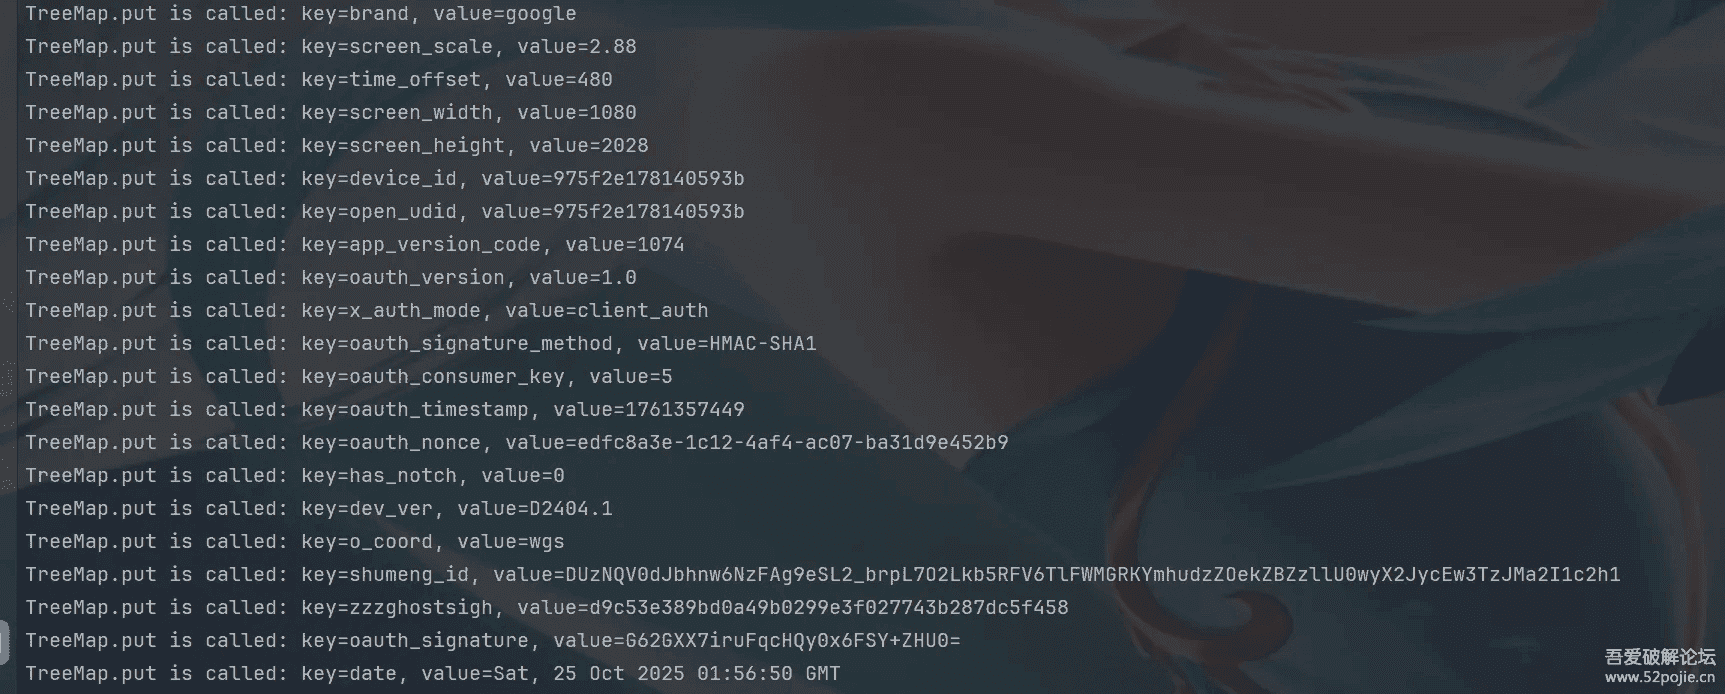 TreeMap.put is called: key=brand, value=google
TreeMap.put is called: key=screen_scale, value=2.88
TreeMap.put is called: key=time_offset, value=480
TreeMap.put is called: key=screen_width, value=1080
TreeMap.put is called: key=screen_height, value=2028
TreeMap.put is called: key=device_id, value=975f2e178140593b
TreeMap.put is called: key=open_udid, value=975f2e178140593b
TreeMap.put is called: key=app_version_code, value=1074
TreeMap.put is called: key=oauth_version, value=1.0
TreeMap.put is called: key=x_auth_mode, value=client_auth
TreeMap.put is called: key=oauth_signature_method, value=HMAC-SHA1
TreeMap.put is called: key=oauth_consumer_key, value=5
TreeMap.put is called: key=oauth_timestamp, value=1761357449
TreeMap.put is called: key=oauth_nonce, value=edfc8a3e-1c12-4af4-ac07-ba31d9e452b9
TreeMap.put is called: key=has_notch, value=0
TreeMap.put is called: key=dev_ver, value=D2404.1
TreeMap.put is called: key=o_coord, value=wgs
TreeMap.put is called: key=shumeng_id, value=DUzNQV0dJbhnw6NzFAg9eSL2_brpL7O2Lkb5RFV6TlFWMGRKYmhudzZOekZBZzllU0wyX2JycEw3TzJMa2I1c2h1
TreeMap.put is called: key=zzzghostsigh, value=d9c53e389bd0a49b0299e3f027743b287dc5f458
TreeMap.put is called: key=oauth_signature, value=G62GXX7iruFqcHQy0x6FSY+ZHU0=
TreeMap.put is called: key=date, value=Sat, 25 Oct 2025 01:56:50 GMT
吾爱破解论坛
www.52pojie.cn